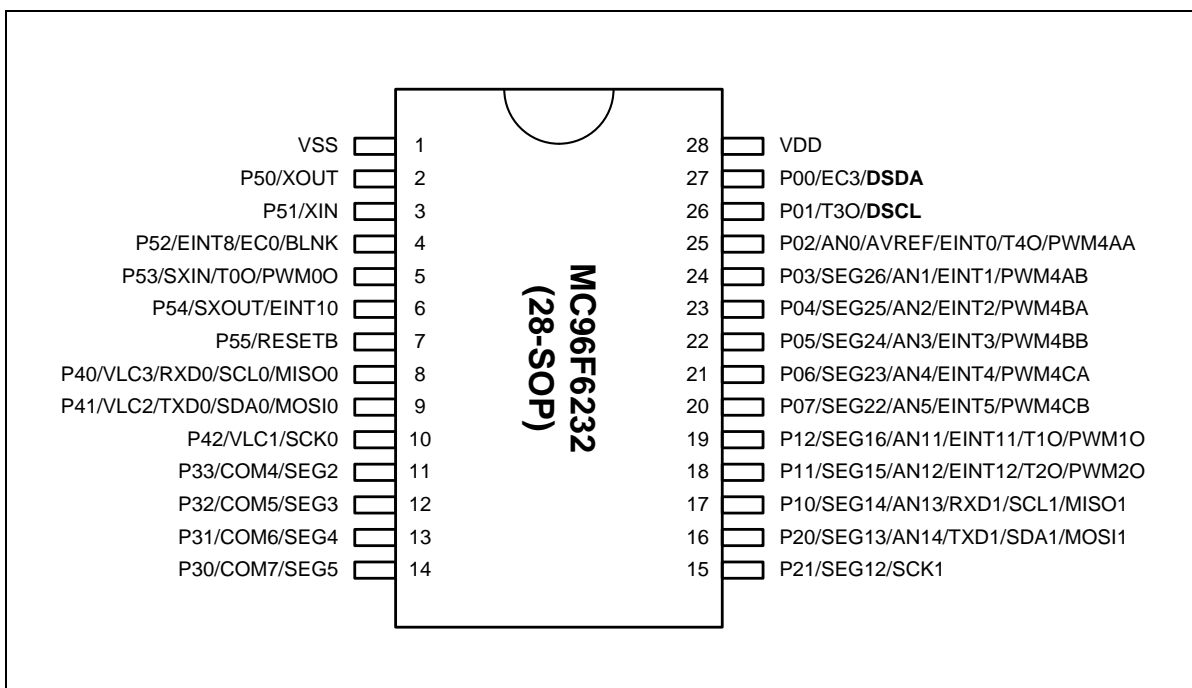 VSS 1
P50/XOUT 2
P51/XIN 3
P52/EINT8/EC0/BLNK 4
P53/SXIN/T0O/PWM0O 5
P54/SXOUT/EINT10 6
P55/RESETB 7
P40/VLC3/RXD0/SCL0/MISO0 8
P41/VLC2/TXD0/SDA0/MOSI0 9
P42/VLC1/SCK0 10
P33/COM4/SEG2 11
P32/COM5/SEG3 12
P31/COM6/SEG4 13
P30/COM7/SEG5 14
MC96F6232
(28-SOP)
28 VDD
27 P00/EC3/DSDA
26 P01/T3O/DSCL
25 P02/AN0/AVREF/EINT0/T4O/PWM4AA
24 P03/SEG26/AN1/EINT1/PWM4AB
23 P04/SEG25/AN2/EINT2/PWM4BA
22 P05/SEG24/AN3/EINT3/PWM4BB
21 P06/SEG23/AN4/EINT4/PWM4CA
20 P07/SEG22/AN5/EINT5/PWM4CB
19 P12/SEG16/AN11/EINT11/T1O/PWM1O
18 P11/SEG15/AN12/EINT12/T2O/PWM2O
17 P10/SEG14/AN13/RXD1/SCL1/MISO1
16 P20/SEG13/AN14/TXD1/SDA1/MOSI1
15 P21/SEG12/SCK1